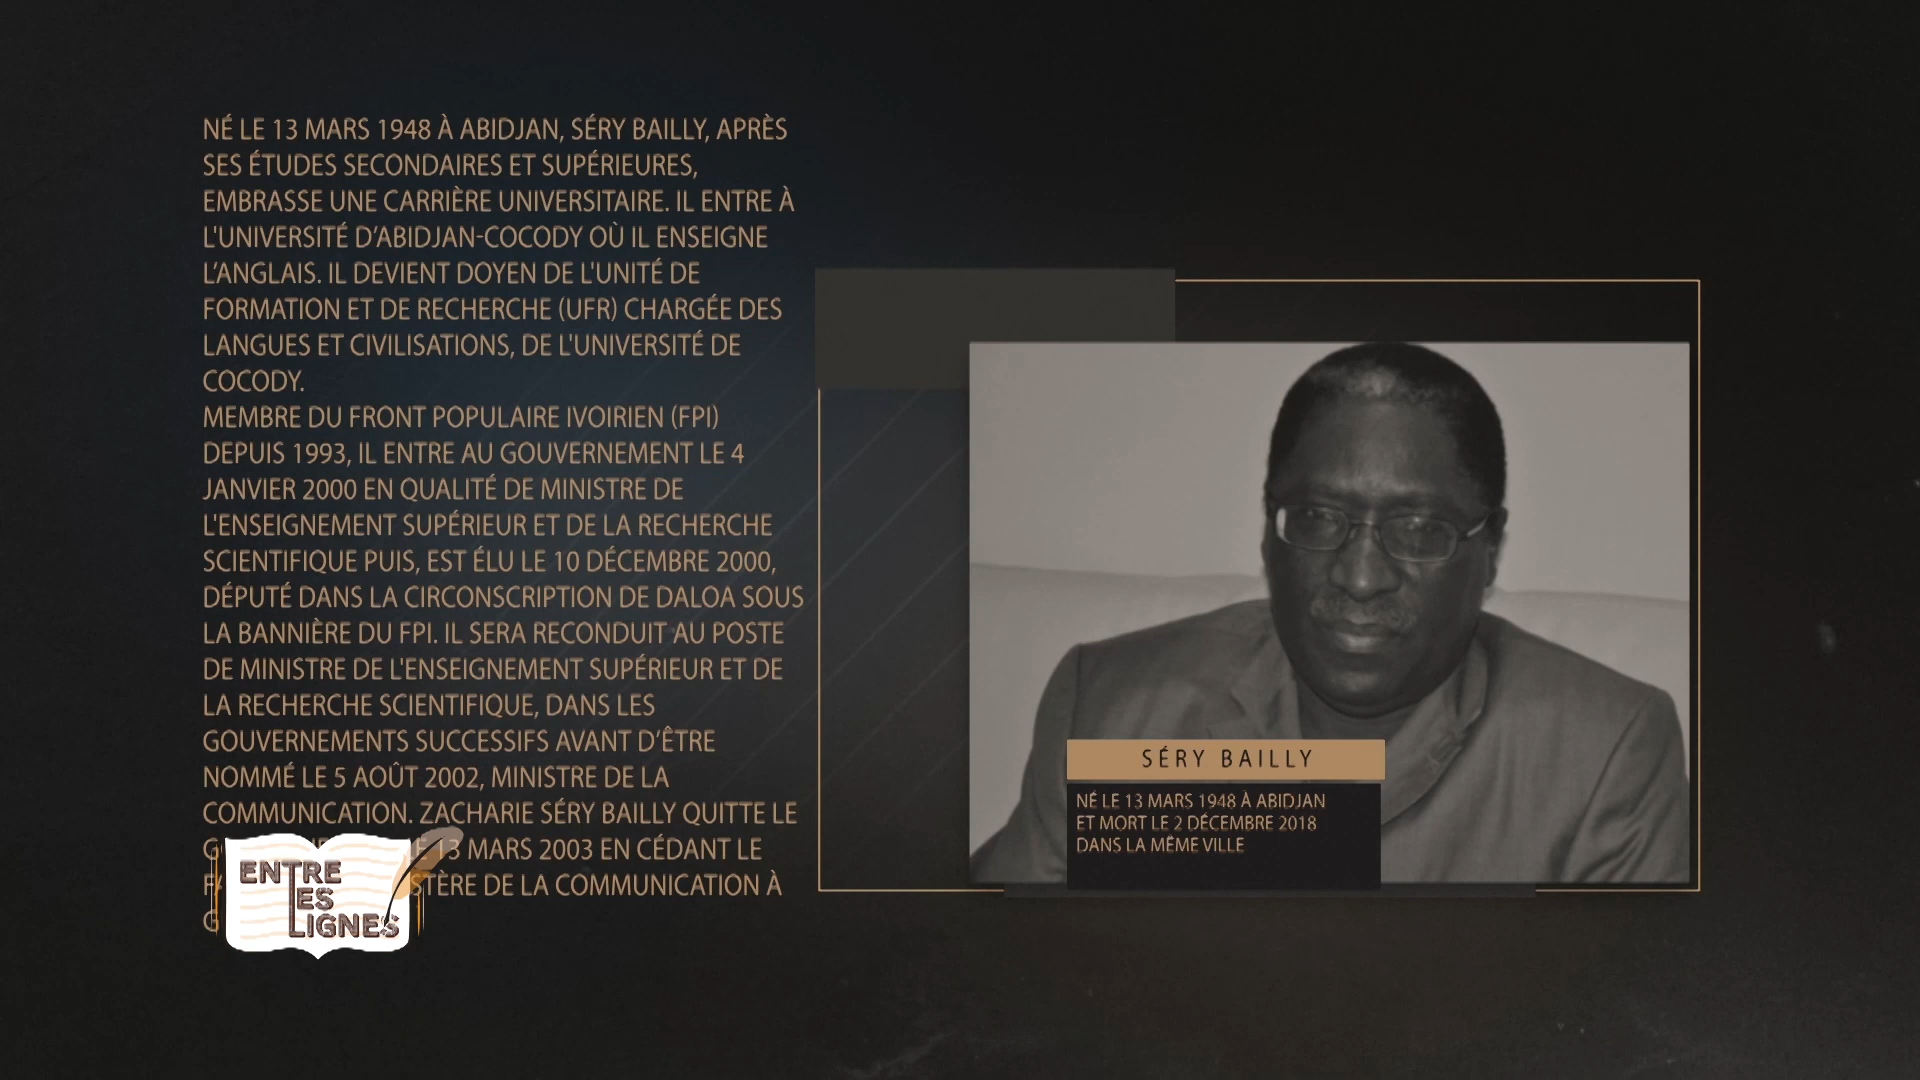 NÉ LE 13 MARS 1948 À ABIDJAN, SÉRY BAILLY, APRÈS
SES ÉTUDES SECONDAIRES ET SUPÉRIEURES,
EMBRASSE UNE CARRIÈRE UNIVERSITAIRE. IL ENTRE À
L'UNIVERSITÉ D’ABIDJAN-COCODY OÙ IL ENSEIGNE
L’ANGLAIS. IL DEVIENT DOYEN DE L'UNITÉ DE
FORMATION ET DE RECHERCHE (UFR) CHARGÉE DES
LANGUES ET CIVILISATIONS, DE L'UNIVERSITÉ DE
COCODY.
MEMBRE DU FRONT POPULAIRE IVOIRIEN (FPI)
DEPUIS 1993, IL ENTRE AU GOUVERNEMENT LE 4
JANVIER 2000 EN QUALITÉ DE MINISTRE DE
L'ENSEIGNEMENT SUPÉRIEUR ET DE LA RECHERCHE
SCIENTIFIQUE PUIS, EST ÉLU LE 10 DÉCEMBRE 2000,
DÉPUTÉ DANS LA CIRCONSCRIPTION DE DALOA SOUS
LA BANNIÈRE DU FPI. IL SERA RECONDUIT AU POSTE
DE MINISTRE DE L'ENSEIGNEMENT SUPÉRIEUR ET DE
LA RECHERCHE SCIENTIFIQUE, DANS LES
GOUVERNEMENTS SUCCESSIFS AVANT D’ÊTRE
NOMMÉ LE 5 AOÛT 2002, MINISTRE DE LA
COMMUNICATION. ZACHARIE SÉRY BAILLY QUITTE LE
13 MARS 2003 EN CÉDANT LE
DE LA COMMUNICATION À
ENTRE
LES
LIGNES
SÉRY BAILLY
NÉ LE 13 MARS 1948 À ABIDJAN
ET MORT LE 2 DÉCEMBRE 2018
DANS LA MÊME VILLE